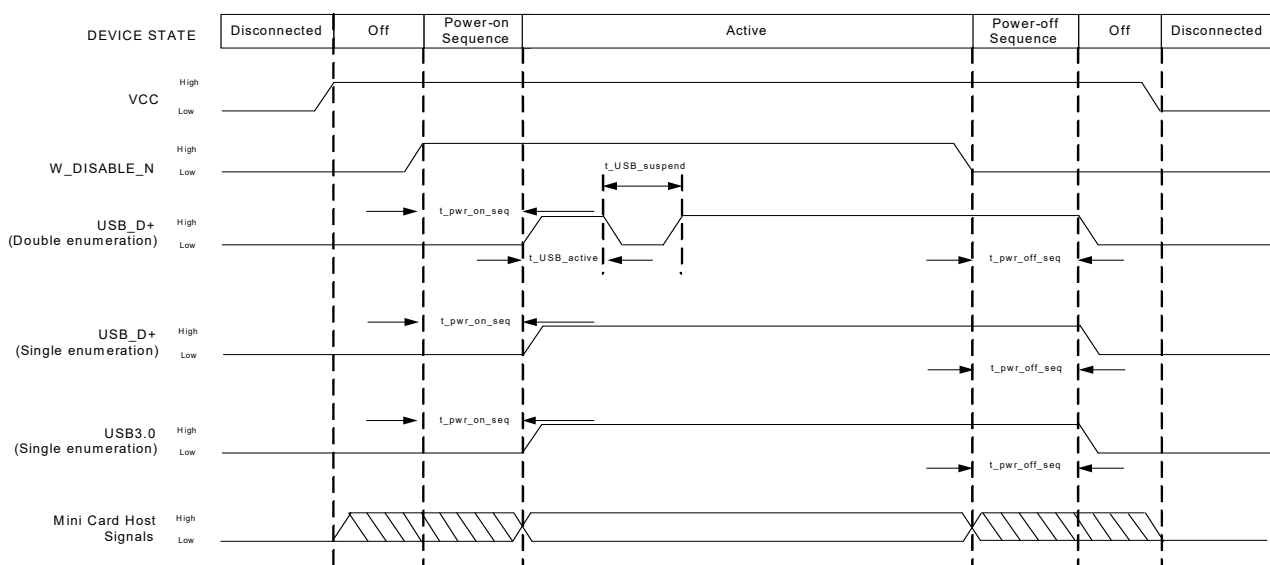 DEVICE STATE
Disconnected
Off
Power-on
Sequence
Active
Power-off
Sequence
Off
Disconnected
VCC
High
Low
W_DISABLE_N
High
Low
t_USB_suspend
USB_D+
(Double enumeration)
High
Low
t_pwr_on_seq
t_USB_active
t_pwr_off_seq
USB_D+
(Single enumeration)
High
Low
t_pwr_on_seq
t_pwr_off_seq
USB3.0
(Single enumeration)
High
Low
t_pwr_on_seq
t_pwr_off_seq
Mini Card Host
Signals
High
Low